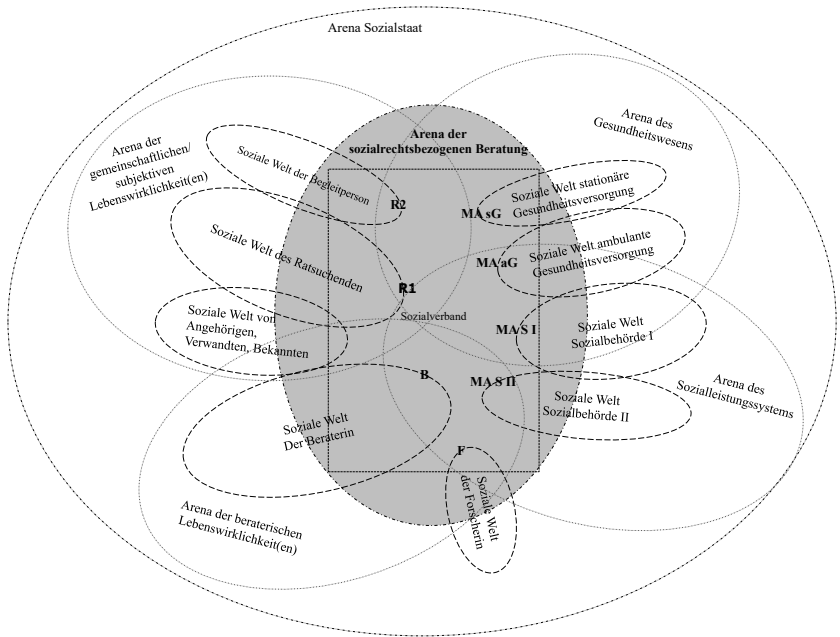 Arena Sozialstaat
Arena der
gemeinschaftlichen/
subjektiven
Lebenswirklichkeit(en)
Arena der
sozialrechtsbezogenen Beratung
Arena des
Gesundheitswesens
Soziale Welt der Begleitperson
R2
MA sG
Soziale Welt stationäre
Gesundheitsversorgung
Soziale Welt des Ratsuchenden
R1
MA aG
Soziale Welt ambulante
Gesundheitsversorgung
Sozialverband
Soziale Welt von
Angehörigen,
Verwandten, Bekannten
MA S I
Soziale Welt
Sozialbehörde I
B
MA S II
Soziale Welt
Sozialbehörde II
Arena des
Sozialleistungssystems
Soziale Welt
Der Beraterin
F
Soziale Welt
der Forscherin
Arena der beraterischen
Lebenswirklichkeit(en)